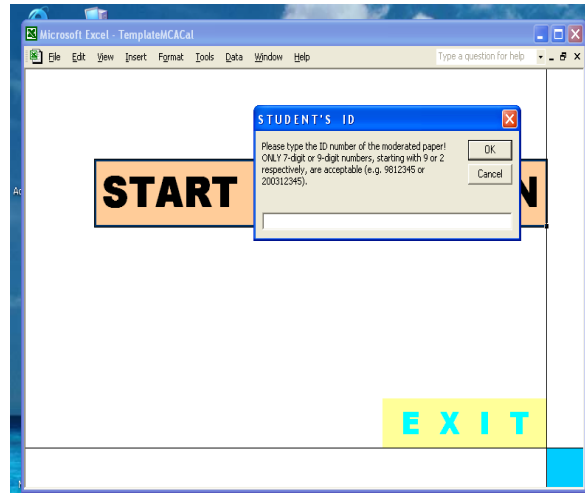 Microsoft Excel - TemplateMCACal
File Edit View Insert Format Tools Data Window Help Type a question for help
STUDENT'S ID
Please type the ID number of the moderated paper!
ONLY 7-digit or 9-digit numbers, starting with 9 or 2
respectively, are acceptable (e.g. 9812345 or
200312345).
OK
Cancel
START N
EXIT